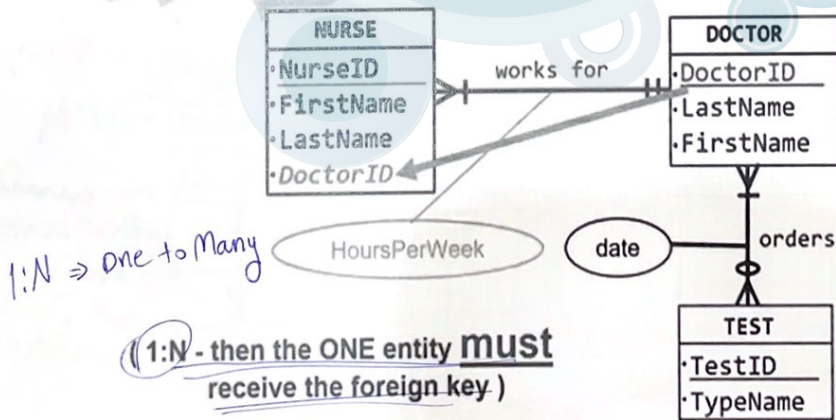 NURSE
·NurseID
·FirstName
·LastName
·DoctorID
works for
DOCTOR
·DoctorID
·LastName
·FirstName
HoursPerWeek
date
orders
1:N ⇒ one to Many
(1:N - then the ONE entity must
receive the foreign key)
TEST
·TestID
·TypeName